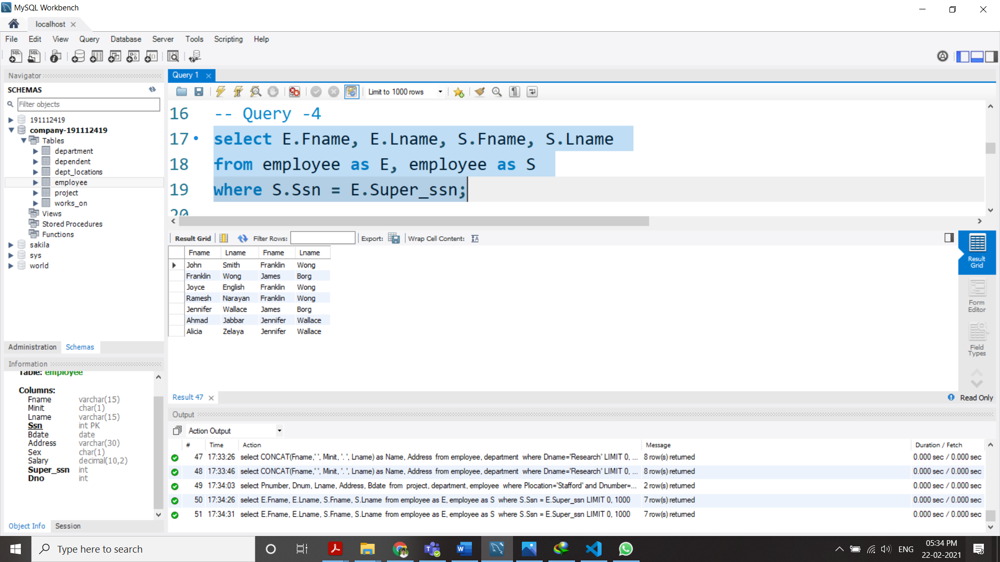 MySQL Workbench
localhost
File Edit View Query Database Server Tools Scripting Help
Navigator
SCHEMAS
Filter objects
191112419
company-191112419
Tables
department
dependent
dept_locations
employee
project
works_on
Views
Stored Procedures
Functions
sakila
sys
world
Administration Schemas
Information
Table: employee
Columns:
Fname varchar(15)
Minit char(1)
Lname varchar(15)
Ssn int PK
Bdate date
Address varchar(30)
Sex char(1)
Salary decimal(10,2)
Super_ssn int
Dno int
Object Info Session
Query 1
Limit to 1000 rows
16 -- Query -4
17 select E.Fname, E.Lname, S.Fname, S.Lname
18 from employee as E, employee as S
19 where S.Ssn = E.Super_ssn;
20
Result Grid Filter Rows: Export: Wrap Cell Content:
Fname Lname Fname Lname
John Smith Franklin Wong
Franklin Wong James Borg
Joyce English Franklin Wong
Ramesh Narayan Franklin Wong
Jennifer Wallace James Borg
Ahmad Jabbar Jennifer Wallace
Alicia Zelaya Jennifer Wallace
Result
Grid
Form
Editor
Field
Types
Result 47
Read Only
Output
Action Output
# Time Action Message Duration / Fetch
47 17:33:26 select CONCAT(Fname,' ', Minit, '. ', Lname) as Name, Address from employee, department where Dname='Research' LIMIT 0, ... 8 row(s) returned 0.000 sec / 0.000 sec
48 17:33:46 select CONCAT(Fname,' ', Minit, '. ', Lname) as Name, Address from employee, department where Dname='Research' LIMIT 0, ... 8 row(s) returned 0.000 sec / 0.000 sec
49 17:34:03 select Pnumber, Dnum, Lname, Address, Bdate from project, department, employee where Plocation='Stafford' and Dnumber=... 2 row(s) returned 0.000 sec / 0.000 sec
50 17:34:26 select E.Fname, E.Lname, S.Fname, S.Lname from employee as E, employee as S where S.Ssn = E.Super_ssn LIMIT 0, 1000 7 row(s) returned 0.000 sec / 0.000 sec
51 17:34:31 select E.Fname, E.Lname, S.Fname, S.Lname from employee as E, employee as S where S.Ssn = E.Super_ssn LIMIT 0, 1000 7 row(s) returned 0.000 sec / 0.000 sec
Type here to search
ENG
05:34 PM
22-02-2021